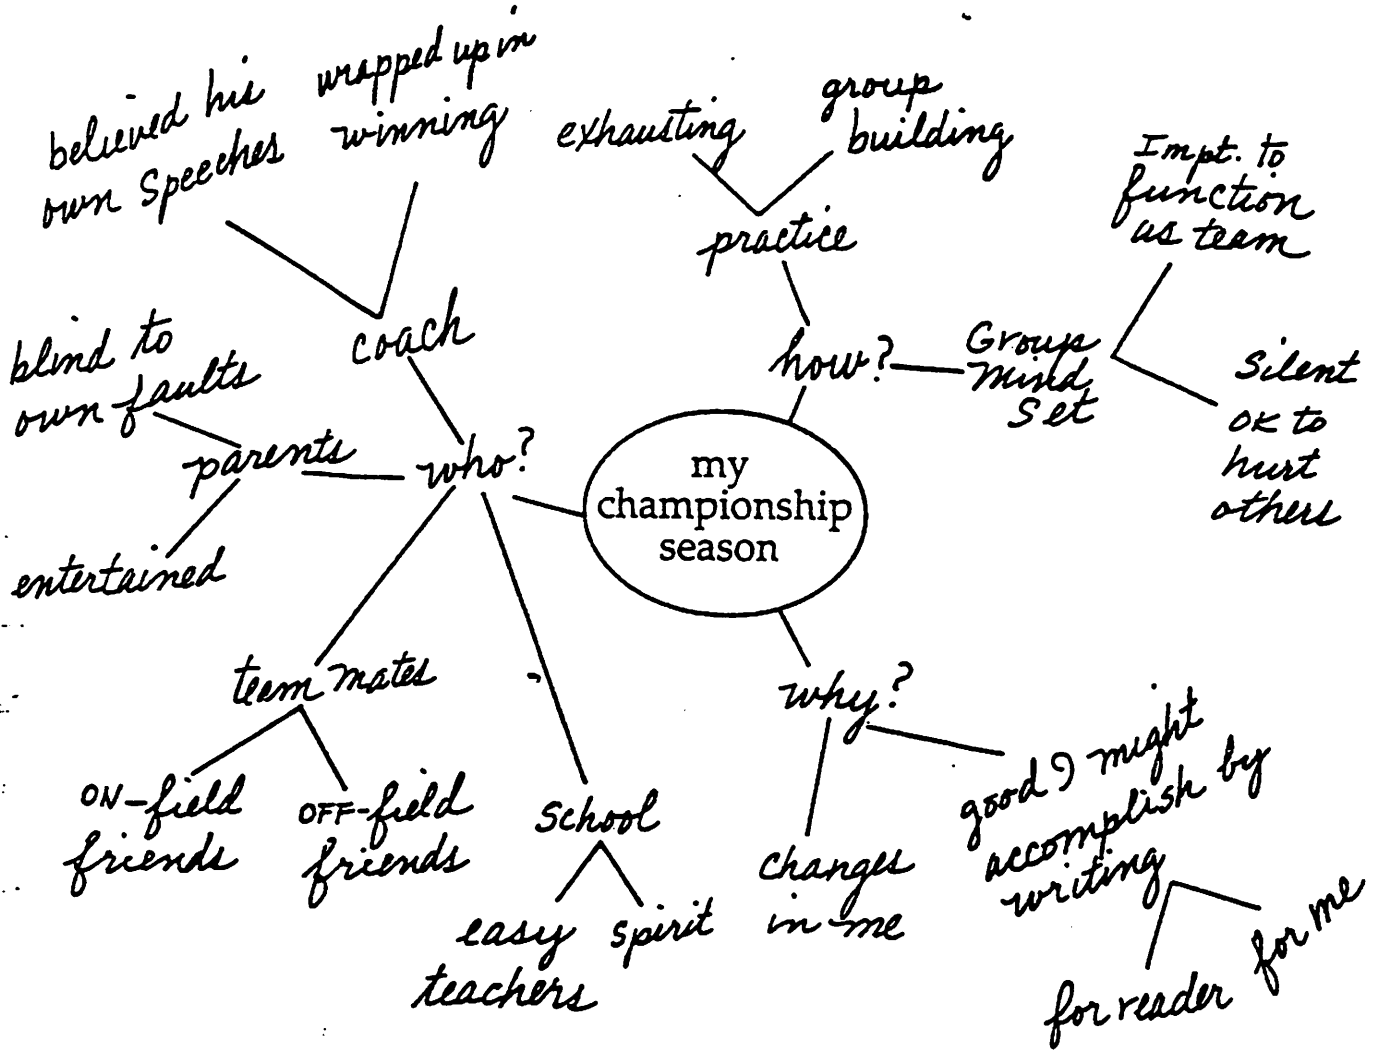 believed his
own speeches
wrapped up in
winning
coach
exhausting
group
building
practice
how?
Group
Mind
Set
Impt. to
function
as team
Silent
OK to
hurt
others
blind to
own faults
parents
entertained
who?
my
championship
season
team mates
ON-field
friends
OFF-field
friends
school
easy
teachers
spirit
why?
changes
in me
good I might
accomplish by
writing
for reader
for me